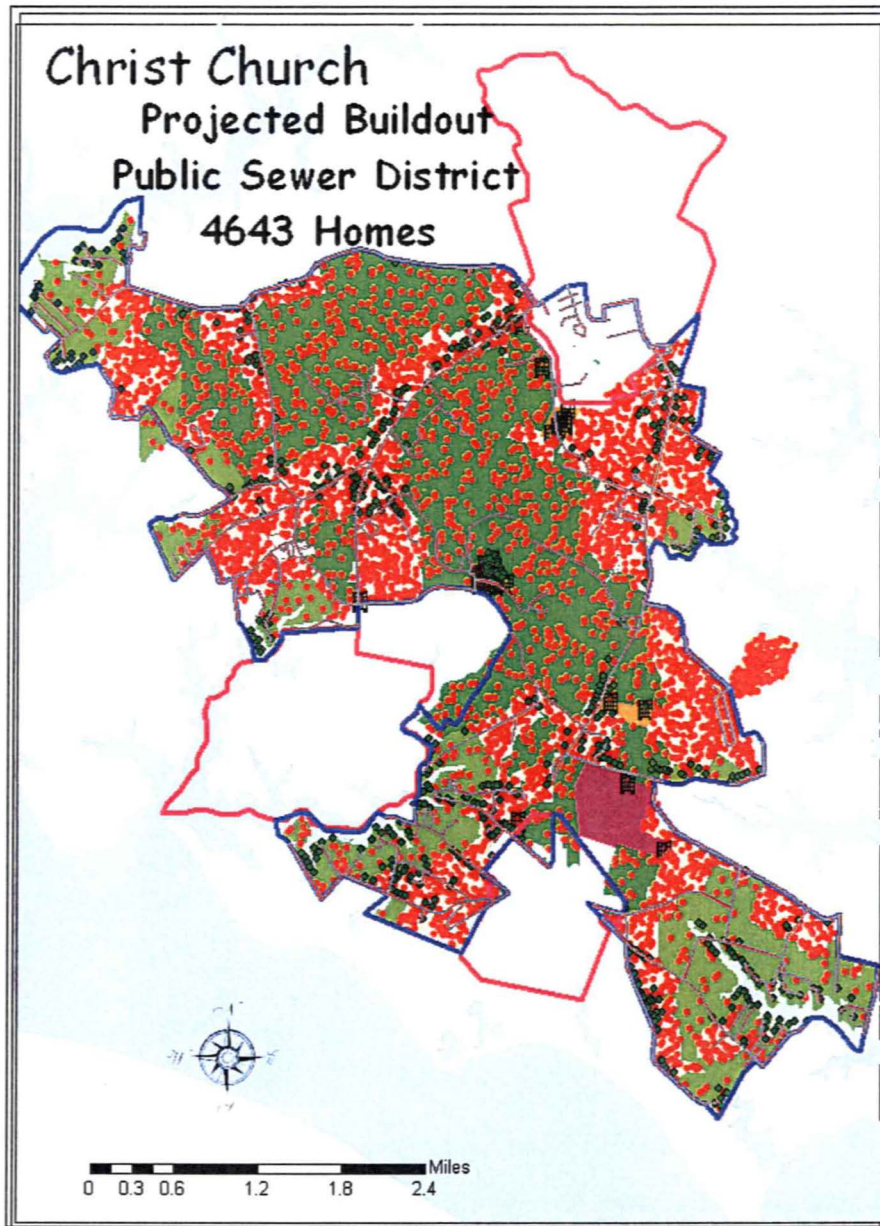 Christ Church
Projected Buildout
Public Sewer District
4643 Homes
Miles
0 0.3 0.6 1.2 1.8 2.4